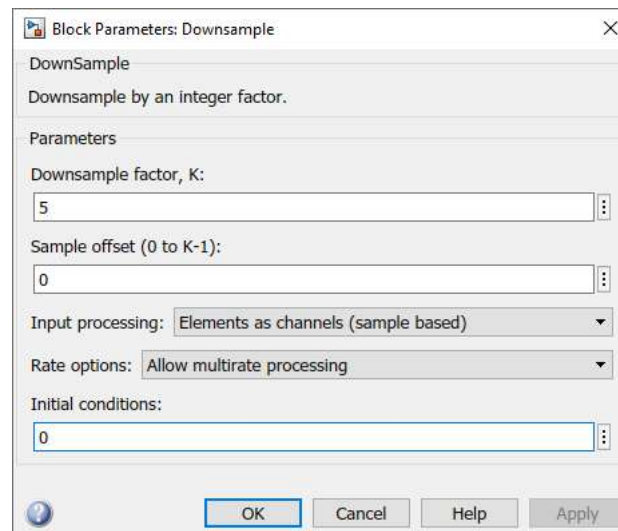 Block Parameters: Downsample
DownSample
Downsample by an integer factor.
Parameters
Downsample factor, K:
5
Sample offset (0 to K-1):
0
Input processing: Elements as channels (sample based)
Rate options: Allow multirate processing
Initial conditions:
0
? OK Cancel Help Apply